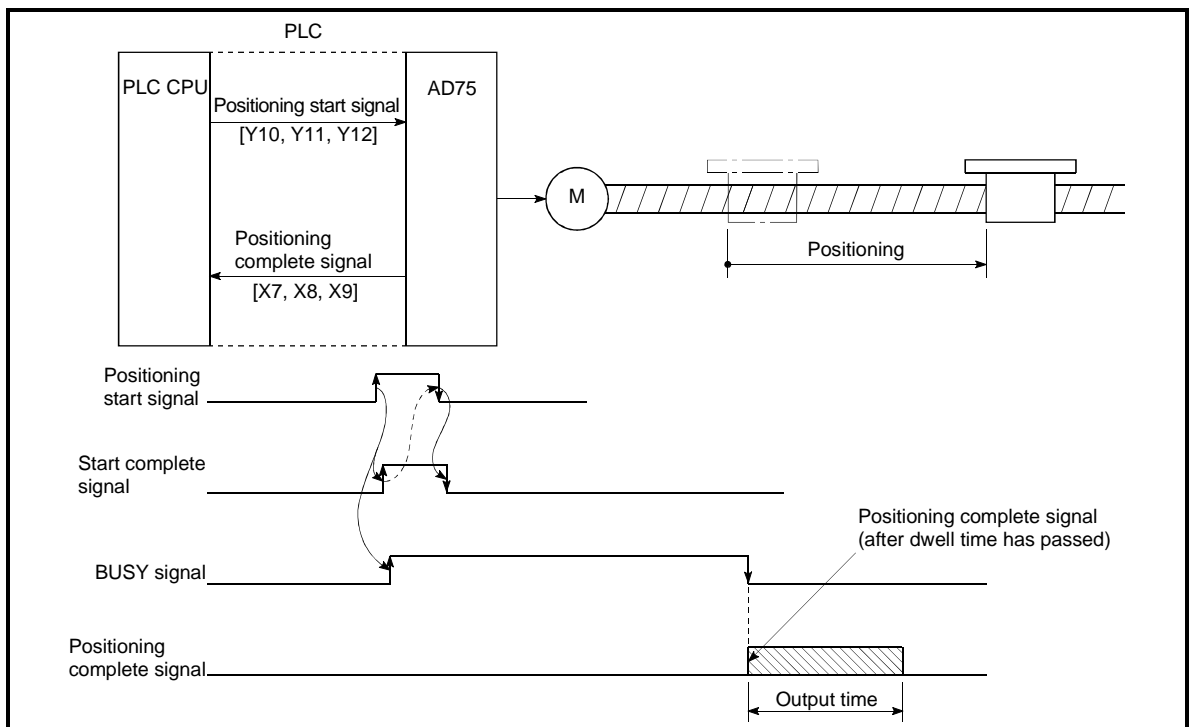 PLC
PLC CPU
AD75
Positioning start signal
[Y10, Y11, Y12]
M
Positioning
complete signal
[X7, X8, X9]
Positioning
Positioning
start signal
Start complete
signal
Positioning complete signal
(after dwell time has passed)
BUSY signal
Positioning
complete signal
Output time